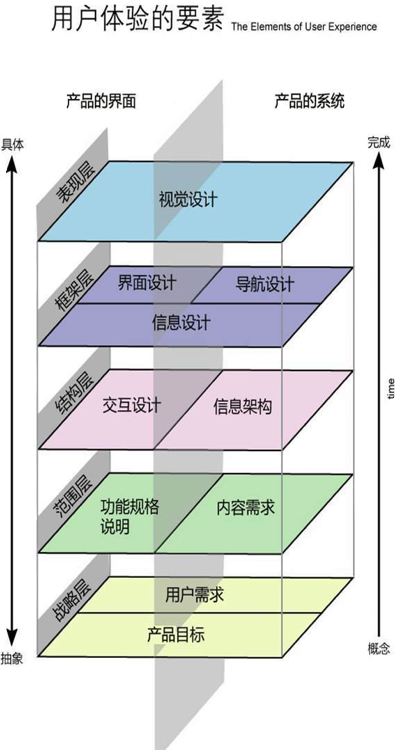 用户体验的要素 The Elements of User Experience
产品的界面
产品的系统
具体
完成
表现层
视觉设计
框架层
界面设计
导航设计
信息设计
结构层
交互设计
信息架构
time
范围层
功能规格
说明
内容需求
战略层
用户需求
产品目标
抽象
概念